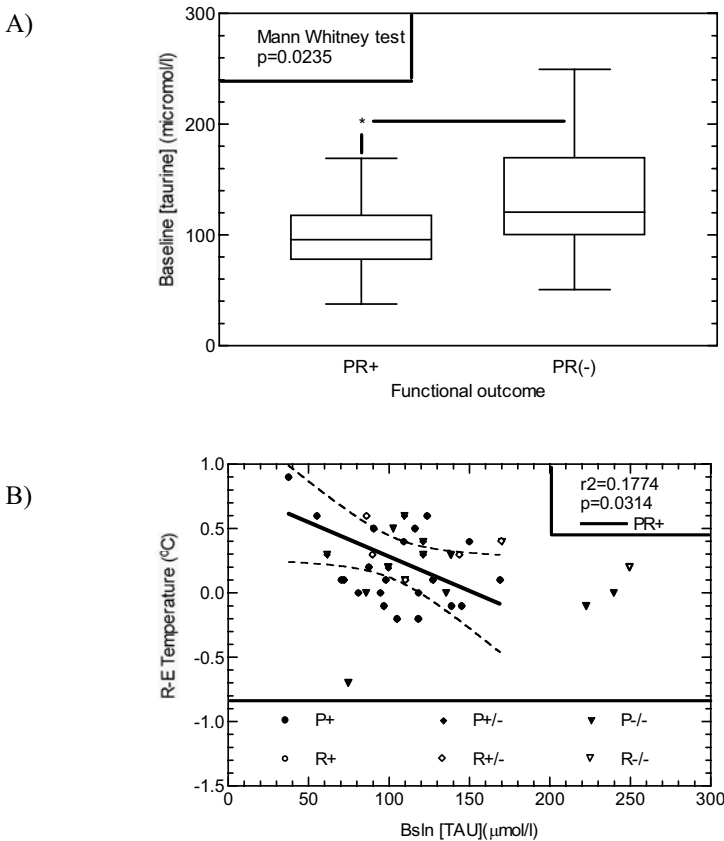 A)
Mann Whitney test
p=0.0235
*
Baseline [taurine] (micromol/l)
300
200
100
0
PR+ PR(-)
Functional outcome
B)
r2=0.1774
p=0.0314
PR+
R-E Temperature (⁰C)
1.0
0.5
0.0
-0.5
-1.0
-1.5
P+ P+/- P-/-
R+ R+/- R-/-
0 50 100 150 200 250 300
Bsln [TAU](μmol/l)